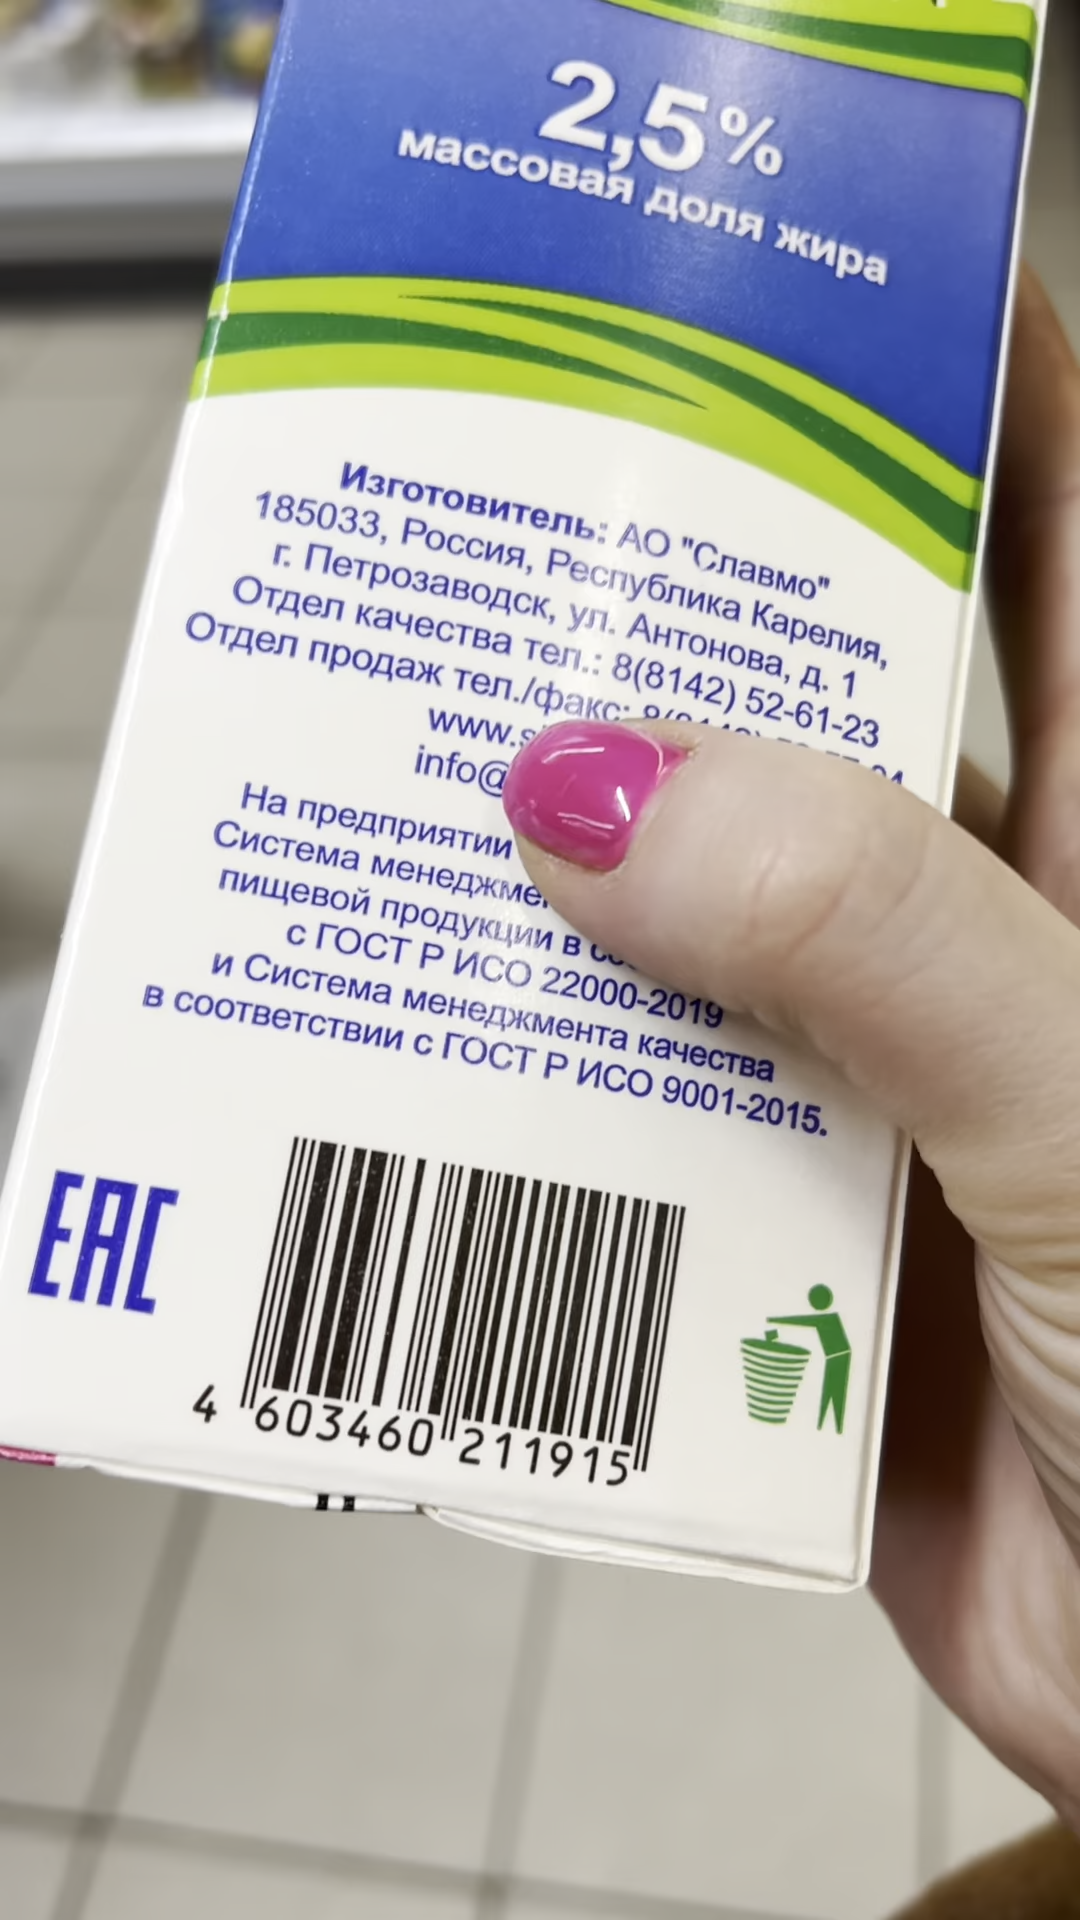 2,5%
массовая доля жира
Изготовитель: АО "Славмо"
185033, Россия, Республика Карелия,
г. Петрозаводск, ул. Антонова, д. 1
Отдел качества тел.: 8(8142) 52-61-23
Отдел продаж тел./факс:
www.
info@
На предприятии
Система
пищевой продукции в
с ГОСТ Р ИСО 22000-2019
и Система менеджмента качества
в соответствии с ГОСТ Р ИСО 9001-2015.
EAC
4 603460 211915